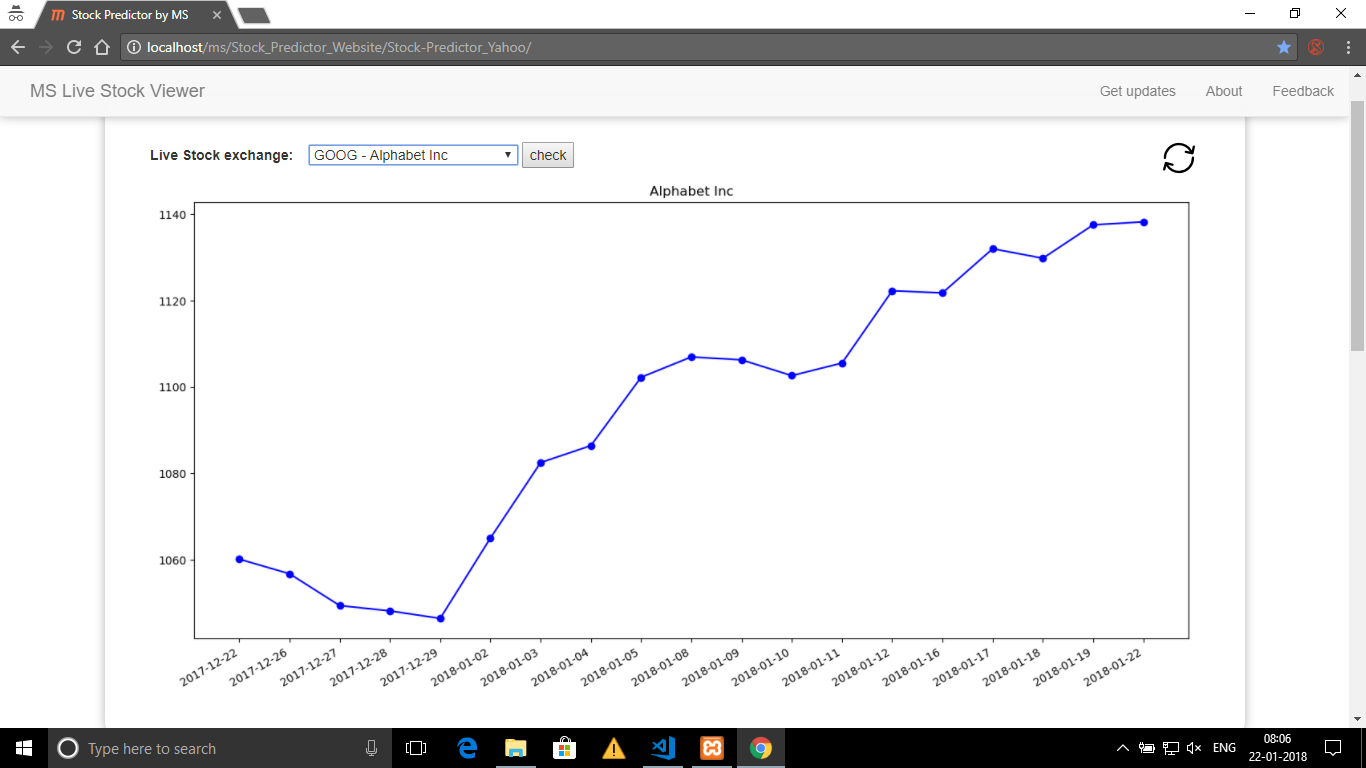 Stock Predictor by MS
localhost/ms/Stock_Predictor_Website/Stock-Predictor_Yahoo/
MS Live Stock Viewer
Get updates About Feedback
Live Stock exchange: GOOG - Alphabet Inc check
Alphabet Inc
1140
1120
1100
1080
1060
2017-12-22 2017-12-26 2017-12-27 2017-12-28 2017-12-29 2018-01-02 2018-01-03 2018-01-04 2018-01-05 2018-01-08 2018-01-09 2018-01-10 2018-01-11 2018-01-12 2018-01-16 2018-01-17 2018-01-18 2018-01-19 2018-01-22
Type here to search
ENG
08:06
22-01-2018